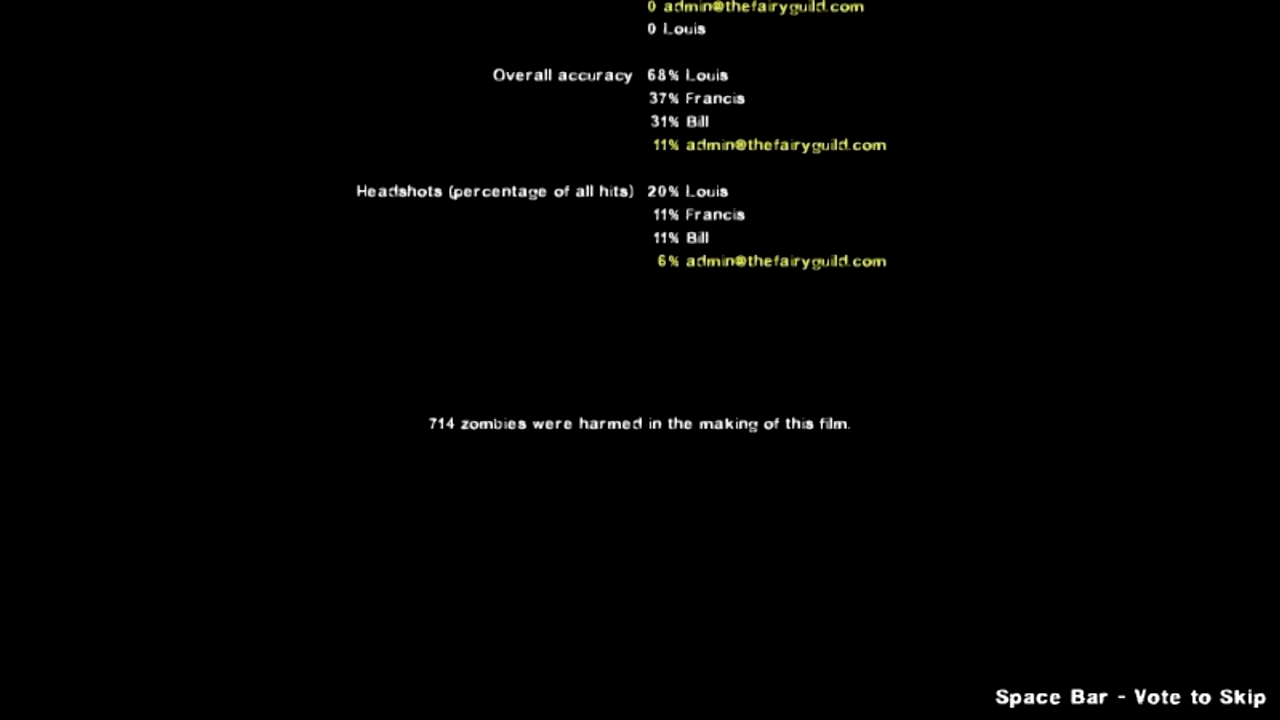 0 admin@thefairyguild.com
0 Louis
Overall accuracy 68% Louis
37% Francis
31% Bill
11% admin@thefairyguild.com
Headshots (percentage of all hits) 20% Louis
11% Francis
11% Bill
6% admin@thefairyguild.com
714 zombies were harmed in the making of this film.
Space Bar - Vote to Skip